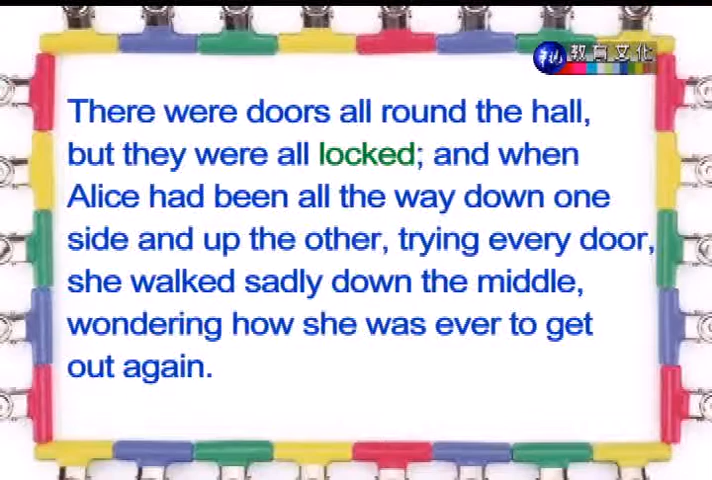 華視 教育文化
There were doors all round the hall,
but they were all locked; and when
Alice had been all the way down one
side and up the other, trying every door,
she walked sadly down the middle,
wondering how she was ever to get
out again.